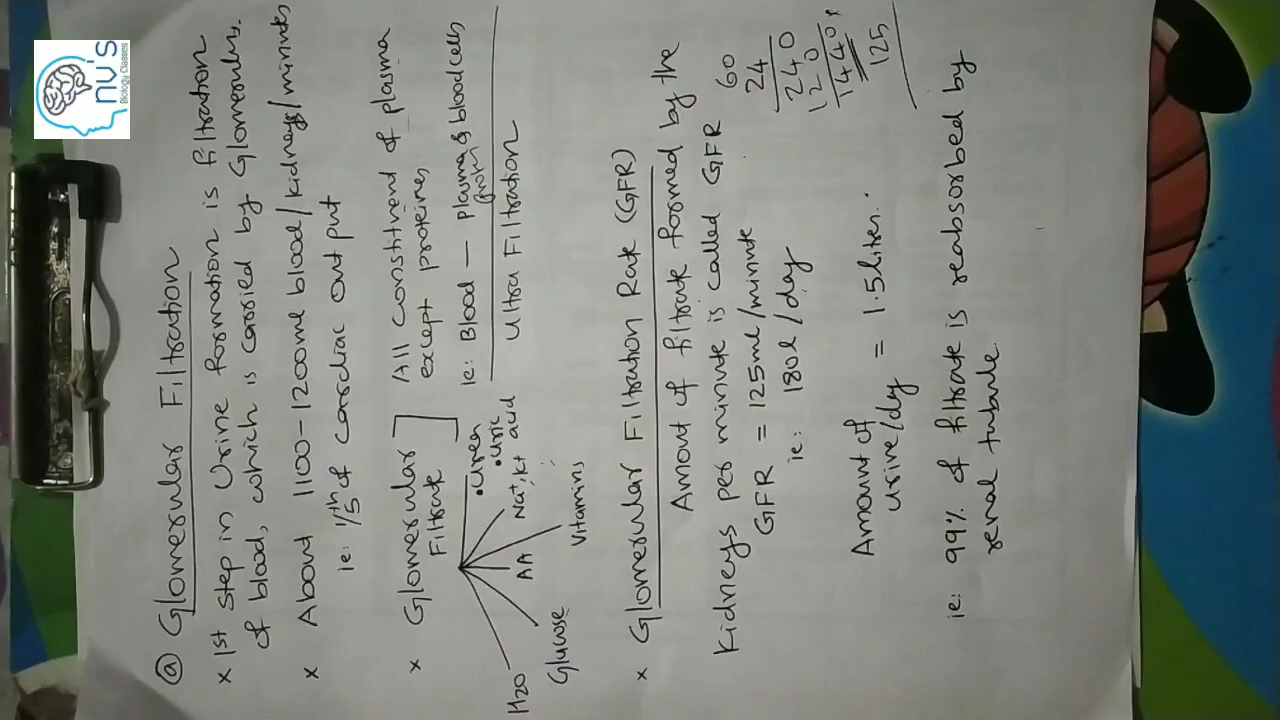 nv's
Biology Classes
ⓐ Glomerular Filtration
x 1st Step in Urine formation is filtration
of blood, which is carried by Glomerulus.
x About 1100-1200ml blood/kidneys/minutes
ie: 1/5th of cardiac out put
x Glomerular
Filtrate
All constituent of plasma
except proteins
ie: Blood — plasma & blood cells
protein
Ultra Filtration
H2O
Glucose
AA
Vitamins
Na+, K+
•Uric
acid
•Urea
x Glomerular Filtration Rate (GFR)
Amount of filtrate formed by the
Kidneys per minute is called GFR
GFR = 125ml/minute
ie: 180l/day
60
24
240
120
1440x
125
Amount of
urine/day = 1.5liter.
ie: 99% of filtrate is reabsorbed by
renal tubule.